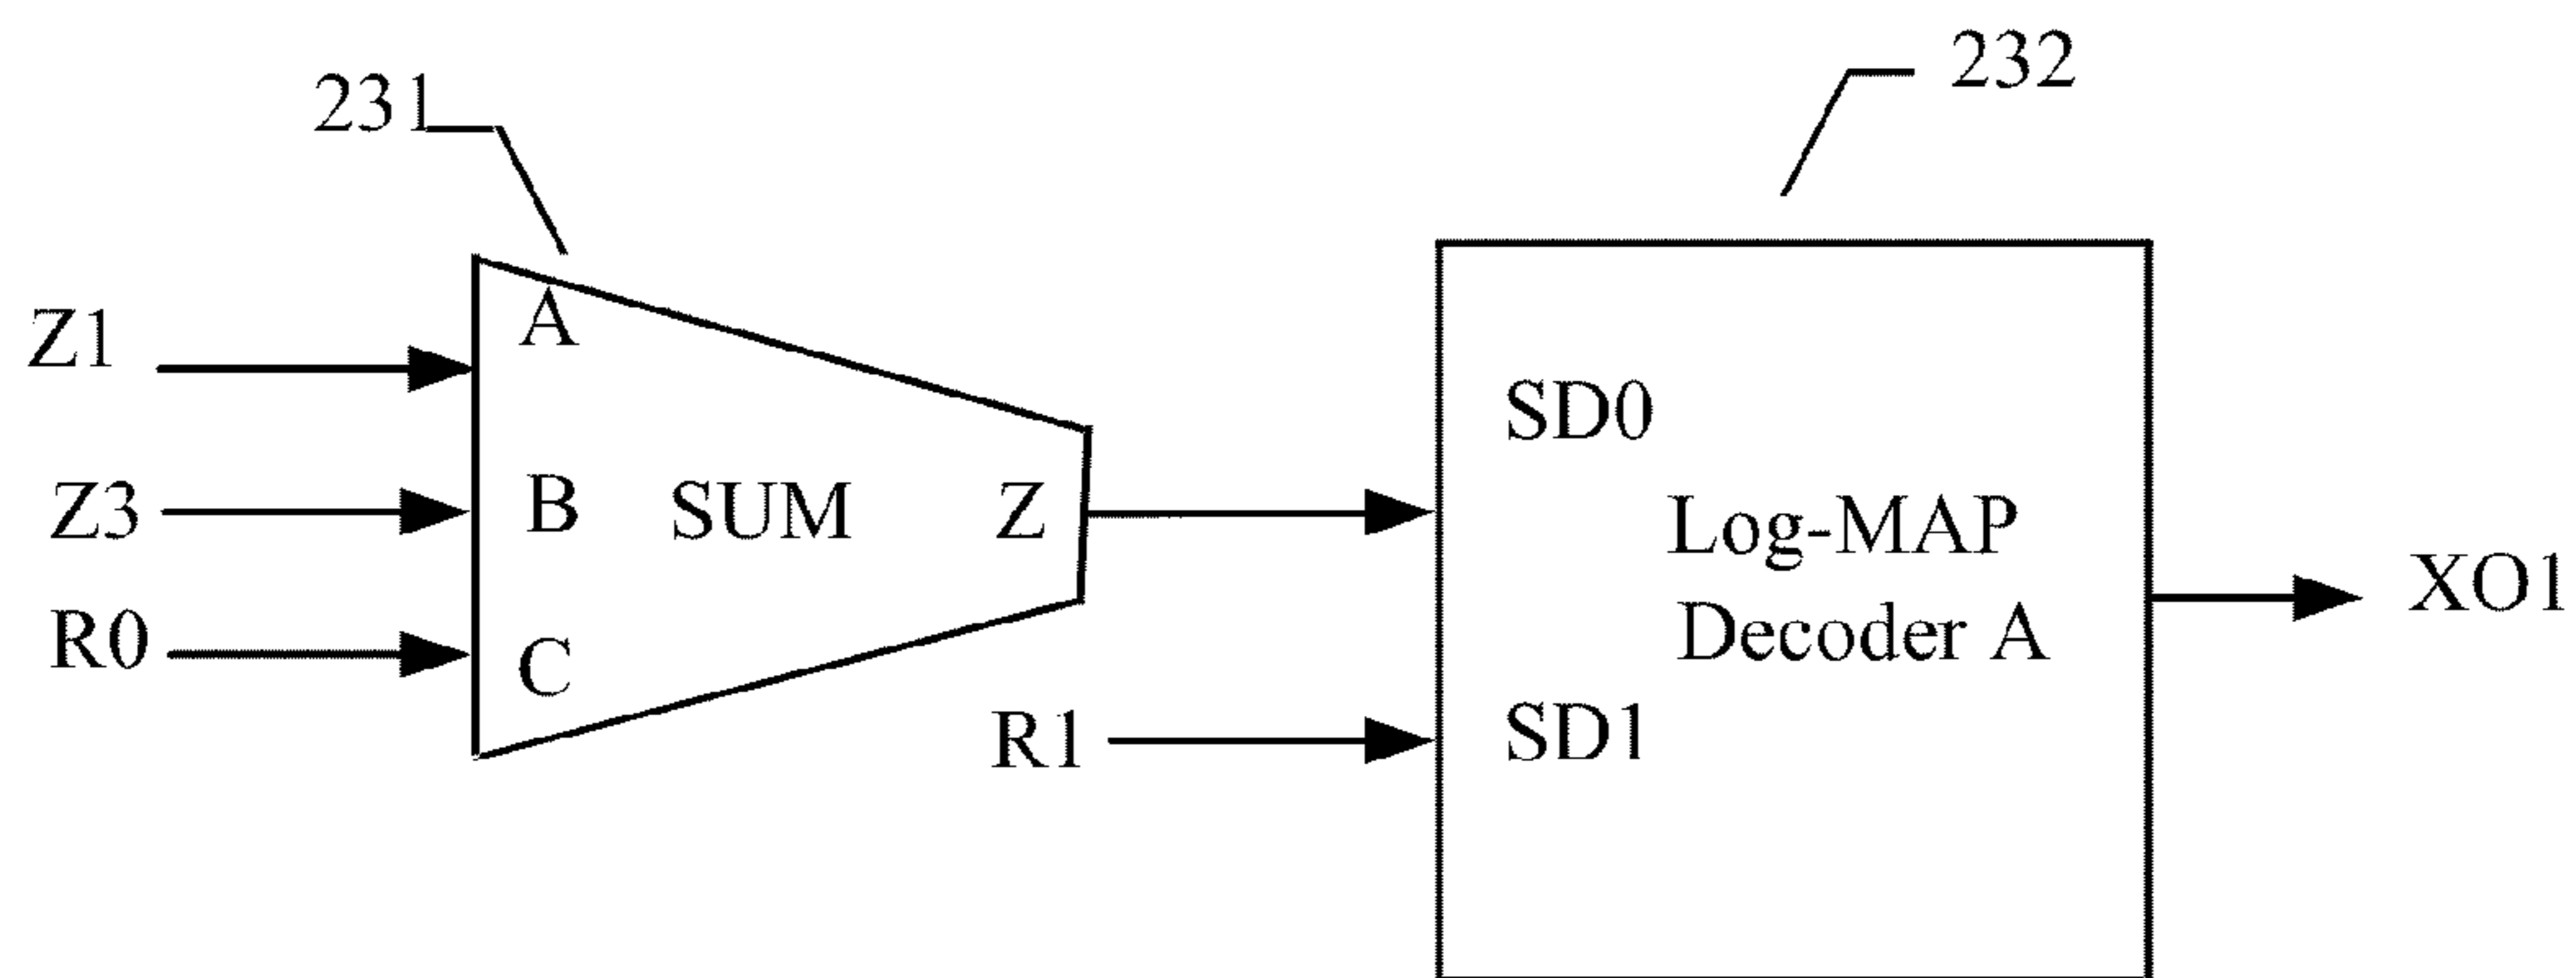 231
232
Z1
A
SD0
Z3
B
SUM
Z
Log-MAP
Decoder A
XO1
R0
C
R1
SD1